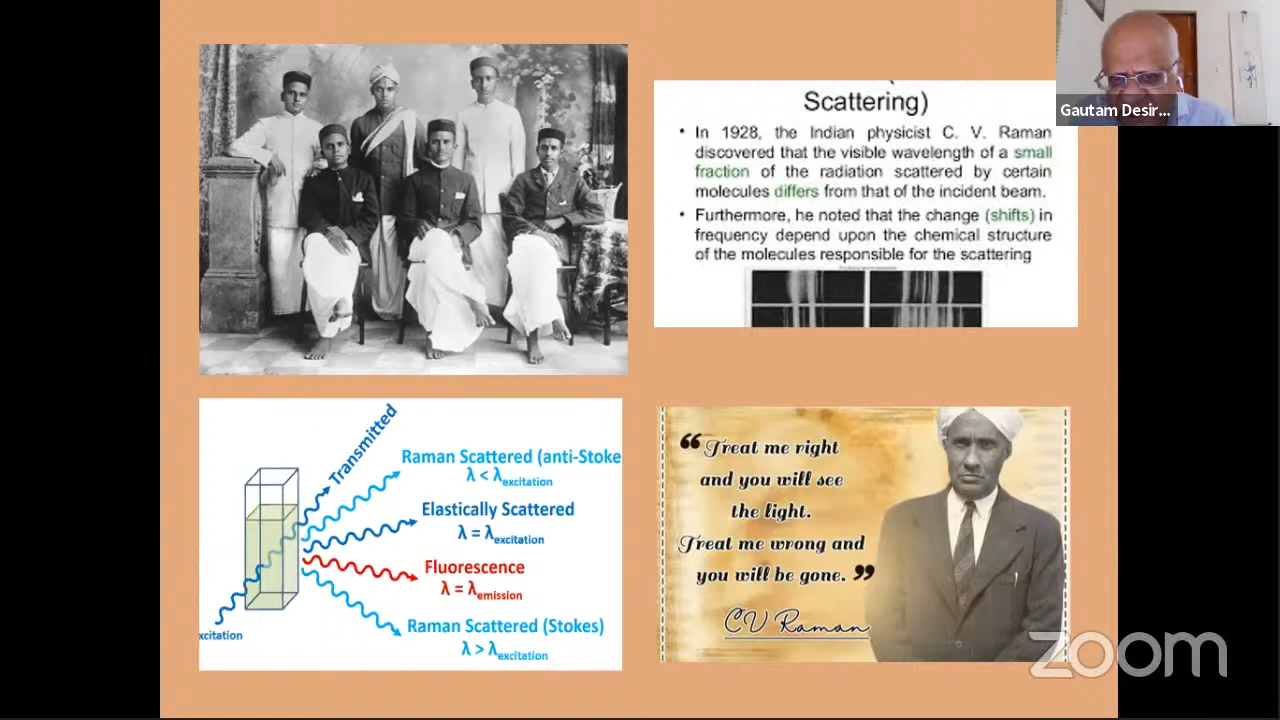 Scattering)
• In 1928, the Indian physicist C. V. Raman
discovered that the visible wavelength of a small
fraction of the radiation scattered by certain
molecules differs from that of the incident beam.
• Furthermore, he noted that the change (shifts) in
frequency depend upon the chemical structure
of the molecules responsible for the scattering
Gautam Desir...
Transmitted
Raman Scattered (anti-Stoke
λ < λexcitation
Elastically Scattered
λ = λexcitation
Fluorescence
λ = λemission
Raman Scattered (Stokes)
λ > λexcitation
xcitation
“Treat me right
and you will see
the light.
Treat me wrong and
you will be gone.”
CV Raman
zoom